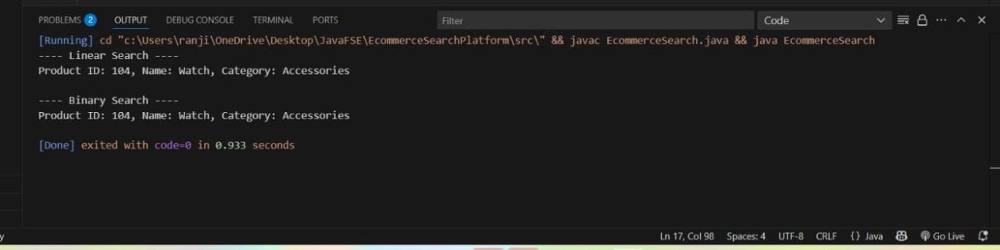 PROBLEMS 2 OUTPUT DEBUG CONSOLE TERMINAL PORTS Filter Code
[Running] cd "c:\Users\ranji\OneDrive\Desktop\JavaFSE\EcommerceSearchPlatform\src\" && javac EcommerceSearch.java && java EcommerceSearch
---- Linear Search ----
Product ID: 104, Name: Watch, Category: Accessories
---- Binary Search ----
Product ID: 104, Name: Watch, Category: Accessories
[Done] exited with code=0 in 0.933 seconds
Ln 17, Col 98 Spaces: 4 UTF-8 CRLF {} Java Go Live